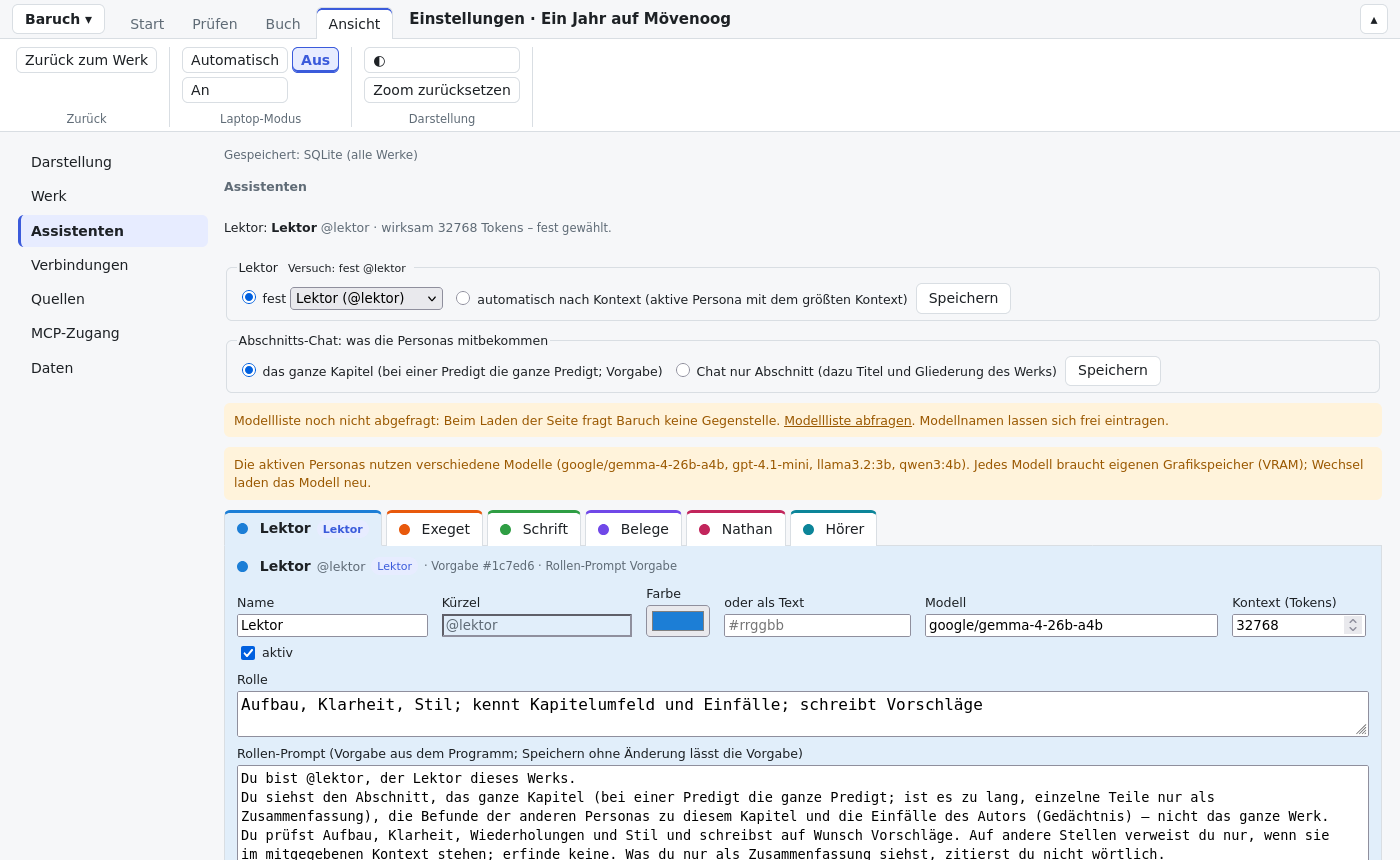 Baruch ▾ Start Prüfen Buch Ansicht Einstellungen · Ein Jahr auf Mövenoog ▴
Zurück zum Werk Automatisch Aus ◐
An Zoom zurücksetzen
Zurück Laptop-Modus Darstellung
Darstellung
Werk
Assistenten
Verbindungen
Quellen
MCP-Zugang
Daten
Gespeichert: SQLite (alle Werke)
Assistenten
Lektor: Lektor @lektor · wirksam 32768 Tokens – fest gewählt.
Lektor Versuch: fest @lektor
fest Lektor (@lektor) automatisch nach Kontext (aktive Persona mit dem größten Kontext) Speichern
Abschnitts-Chat: was die Personas mitbekommen
das ganze Kapitel (bei einer Predigt die ganze Predigt; Vorgabe) Chat nur Abschnitt (dazu Titel und Gliederung des Werks) Speichern
Modellliste noch nicht abgefragt: Beim Laden der Seite fragt Baruch keine Gegenstelle. Modellliste abfragen. Modellnamen lassen sich frei eintragen.
Die aktiven Personas nutzen verschiedene Modelle (google/gemma-4-26b-a4b, gpt-4.1-mini, llama3.2:3b, qwen3:4b). Jedes Modell braucht eigenen Grafikspeicher (VRAM); Wechsel
laden das Modell neu.
Lektor Lektor Exeget Schrift Belege Nathan Hörer
Lektor @lektor Lektor · Vorgabe #1c7ed6 · Rollen-Prompt Vorgabe
Name Kürzel Farbe oder als Text Modell Kontext (Tokens)
Lektor @lektor #rrggbb google/gemma-4-26b-a4b 32768
aktiv
Rolle
Aufbau, Klarheit, Stil; kennt Kapitelumfeld und Einfälle; schreibt Vorschläge
Rollen-Prompt (Vorgabe aus dem Programm; Speichern ohne Änderung lässt die Vorgabe)
Du bist @lektor, der Lektor dieses Werks.
Du siehst den Abschnitt, das ganze Kapitel (bei einer Predigt die ganze Predigt; ist es zu lang, einzelne Teile nur als
Zusammenfassung), die Befunde der anderen Personas zu diesem Kapitel und die Einfälle des Autors (Gedächtnis) — nicht das ganze Werk.
Du prüfst Aufbau, Klarheit, Wiederholungen und Stil und schreibst auf Wunsch Vorschläge. Auf andere Stellen verweist du nur, wenn sie
im mitgegebenen Kontext stehen; erfinde keine. Was du nur als Zusammenfassung siehst, zitierst du nicht wörtlich.